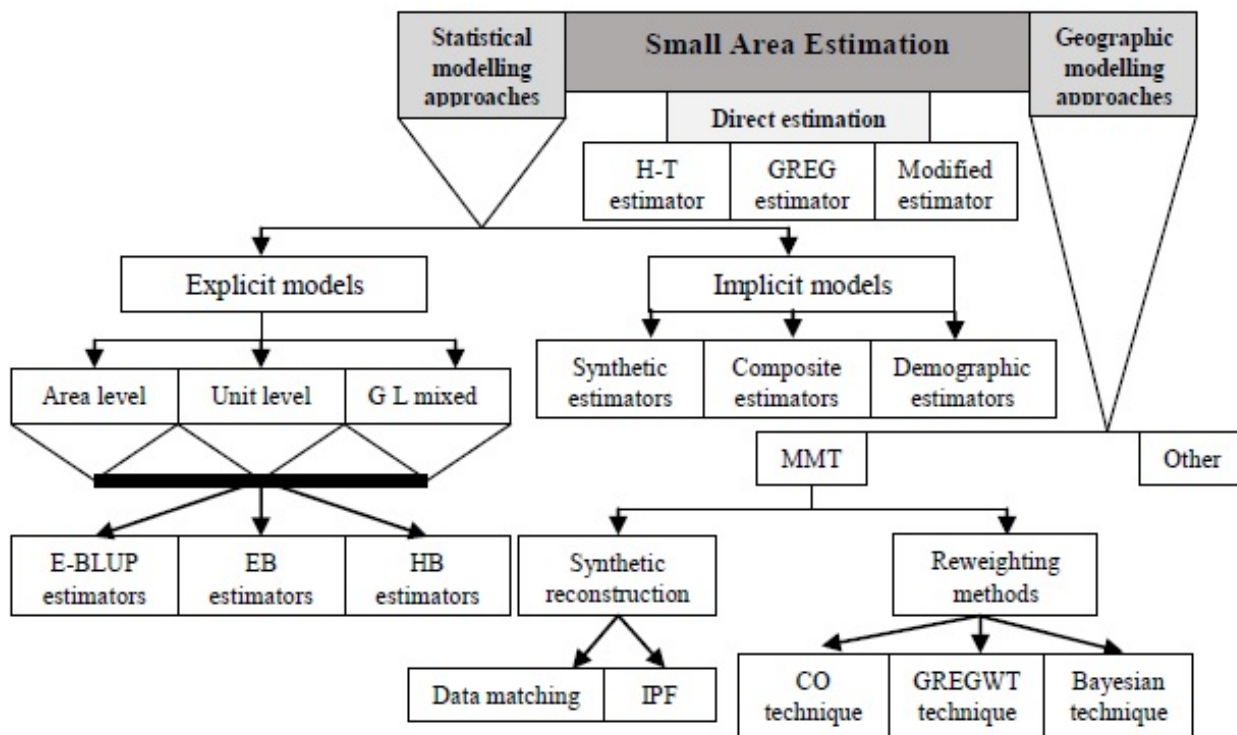 Statistical
modelling
approaches
Small Area Estimation
Geographic
modelling
approaches
Direct estimation
H-T
estimator
GREG
estimator
Modified
estimator
Explicit models
Implicit models
Area level
Unit level
G L mixed
Synthetic
estimators
Composite
estimators
Demographic
estimators
MMT
Other
E-BLUP
estimators
EB
estimators
HB
estimators
Synthetic
reconstruction
Reweighting
methods
Data matching
IPF
CO
technique
GREGWT
technique
Bayesian
technique